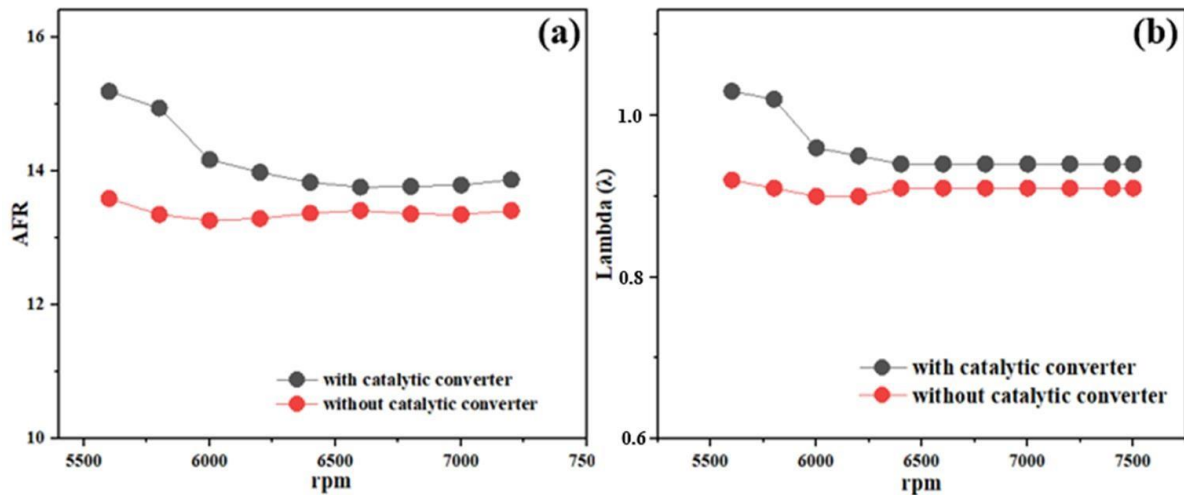 (a)
16
14
12
10
AFR
5500
6000
6500
7000
750
rpm
with catalytic converter
without catalytic converter
(b)
1.0
0.8
0.6
Lambda (λ)
5500
6000
6500
7000
7500
rpm
with catalytic converter
without catalytic converter